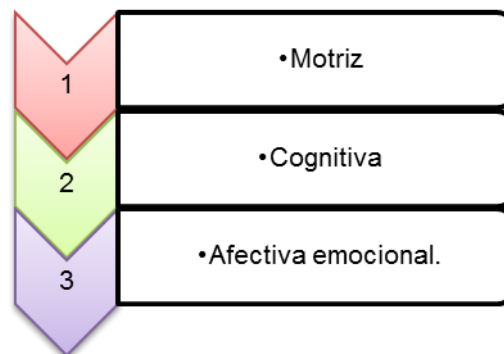 1
•Motriz
2
•Cognitiva
3
•Afectiva emocional.